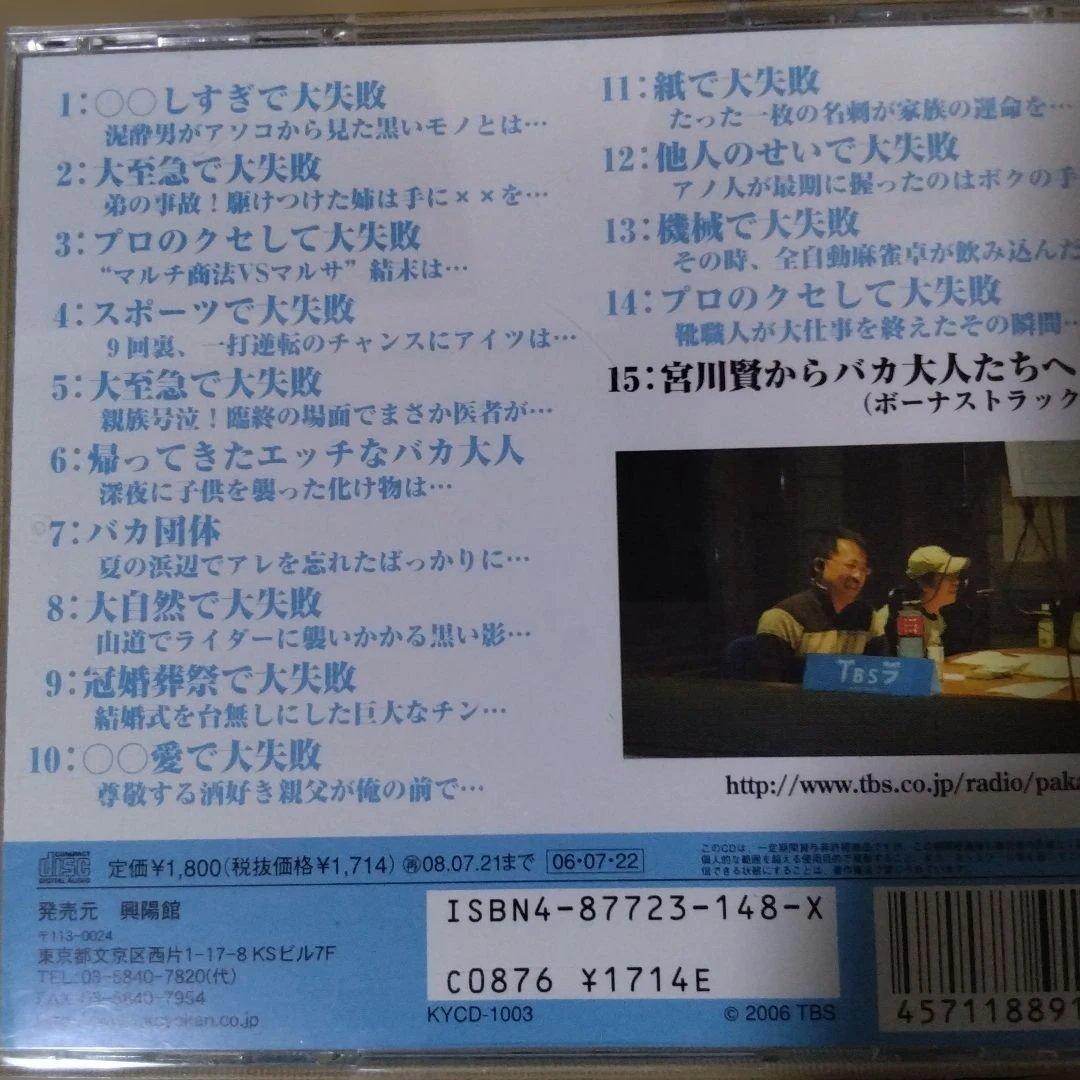 1:○○しすぎで大失敗
泥酔男がアソコから見た黒いモノとは…
2:大至急で大失敗
弟の事故！駆けつけた姉は手に××を…
3:プロのクセして大失敗
“マルチ商法VSマルサ”結末は…
4:スポーツで大失敗
9回裏、一打逆転のチャンスにアイツは…
5:大至急で大失敗
親族号泣！臨終の場面でまさか医者が…
6:帰ってきたエッチなバカ大人
深夜に子供を襲った化け物は…
7:バカ団体
夏の浜辺でアレを忘れたばっかりに…
8:大自然で大失敗
山道でライダーに襲いかかる黒い影…
9:冠婚葬祭で大失敗
結婚式を台無しにした巨大なチン…
10:○○愛で大失敗
尊敬する酒好き親父が俺の前で…
11:紙で大失敗
たった一枚の名刺が家族の運命を…
12:他人のせいで大失敗
アノ人が最期に握ったのはボクの手
13:機械で大失敗
その時、全自動麻雀卓が飲み込んだ
14:プロのクセして大失敗
靴職人が大仕事を終えたその瞬間…
15:宮川賢からバカ大人たちへ
(ボーナストラック
TBSラ
http://www.tbs.co.jp/radio/paka
COMPACT
disc
DIGITAL AUDIO
定価¥1,800(税抜価格¥1,714) 再08.07.21まで 06・07・22
発売元 興陽館
〒113-0024
東京都文京区西片1-17-8 KSビル7F
TEL:03-5840-7820(代)
FAX 03-5840-7954
ISBN4-87723-148-X
C0876 ¥1714E
KYCD-1003
© 2006 TBS
457118891